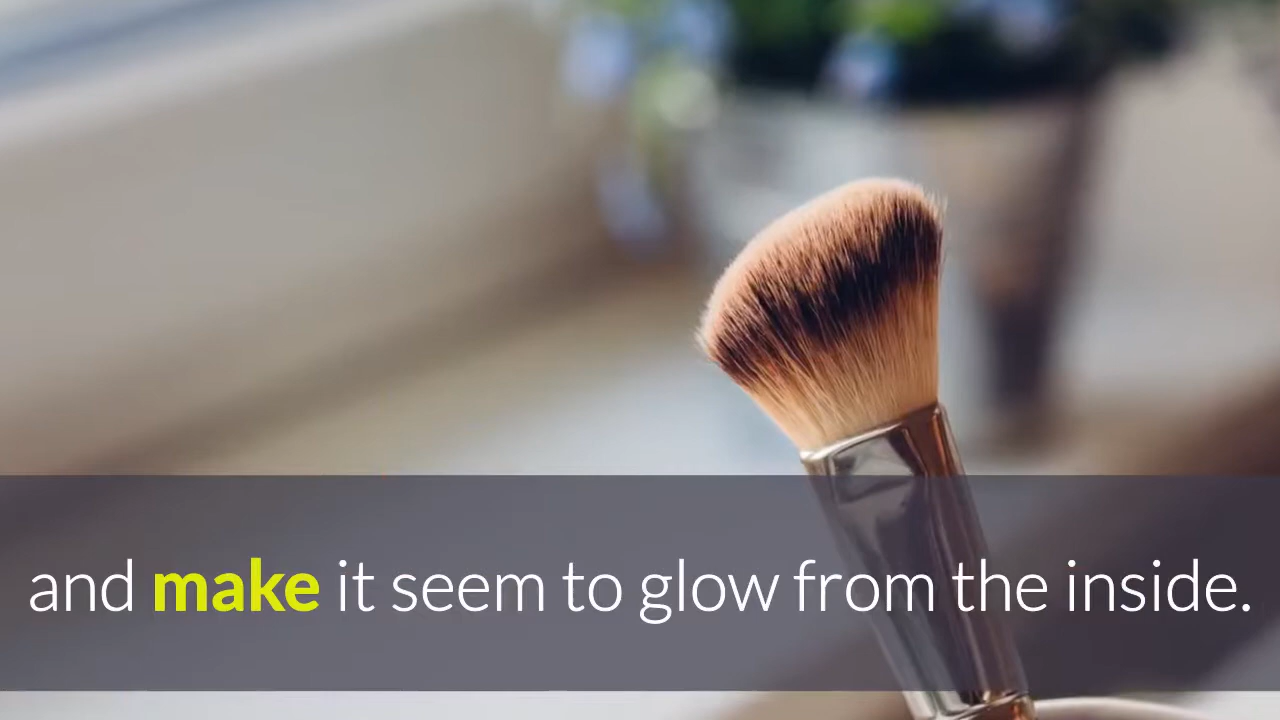 and make it seem to glow from the inside.